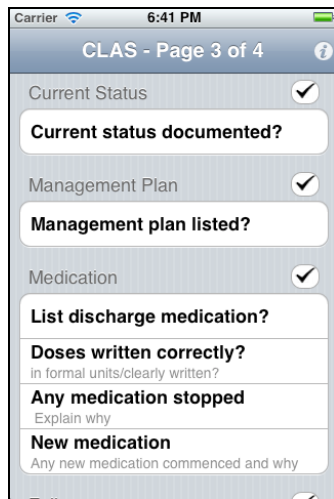 Carrier 6:41 PM
CLAS - Page 3 of 4
Current Status
Current status documented?
Management Plan
Management plan listed?
Medication
List discharge medication?
Doses written correctly?
in formal units/clearly written?
Any medication stopped
Explain why
New medication
Any new medication commenced and why